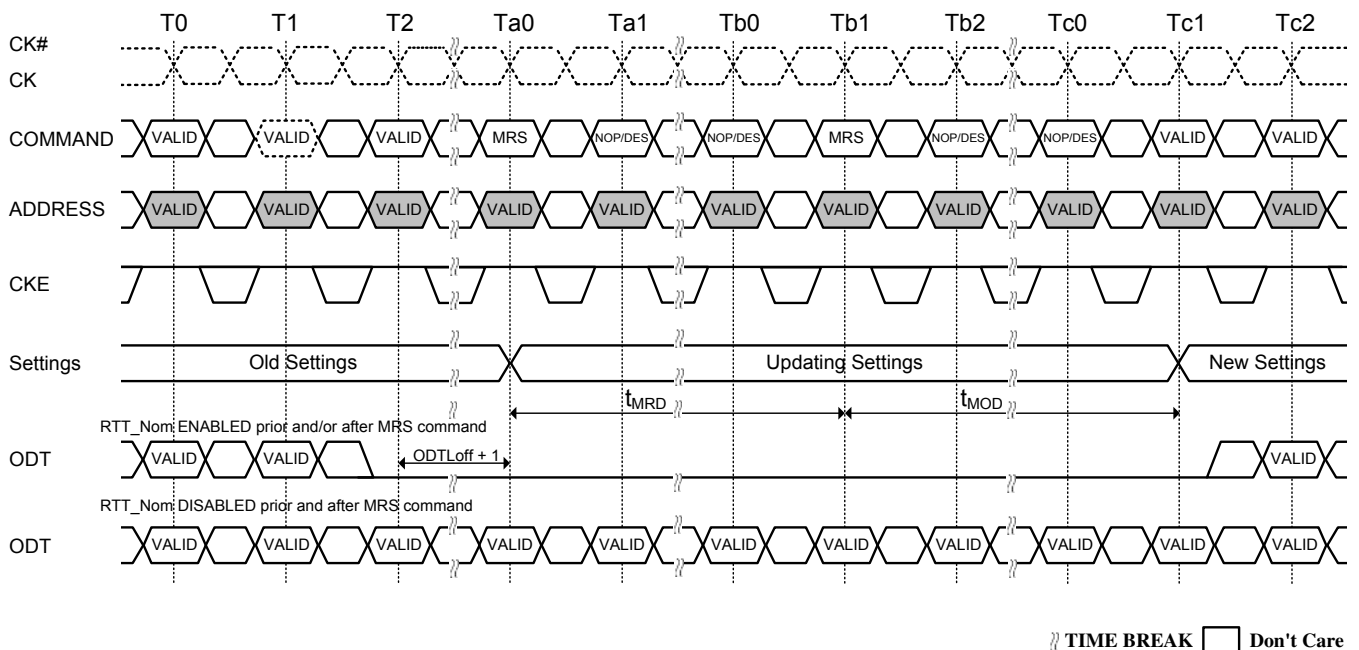 T0 T1 T2 Ta0 Ta1 Tb0 Tb1 Tb2 Tc0 Tc1 Tc2
CK#
CK
COMMAND VALID VALID VALID MRS NOP/DES NOP/DES MRS NOP/DES NOP/DES VALID VALID
ADDRESS VALID VALID VALID VALID VALID VALID VALID VALID VALID VALID VALID
CKE
Settings Old Settings Updating Settings New Settings
tMRD tMOD
RTT_Nom ENABLED prior and/or after MRS command
ODT VALID VALID ODTLoff + 1 VALID
RTT_Nom DISABLED prior and after MRS command
ODT VALID VALID VALID VALID VALID VALID VALID VALID VALID VALID VALID
TIME BREAK Don't Care